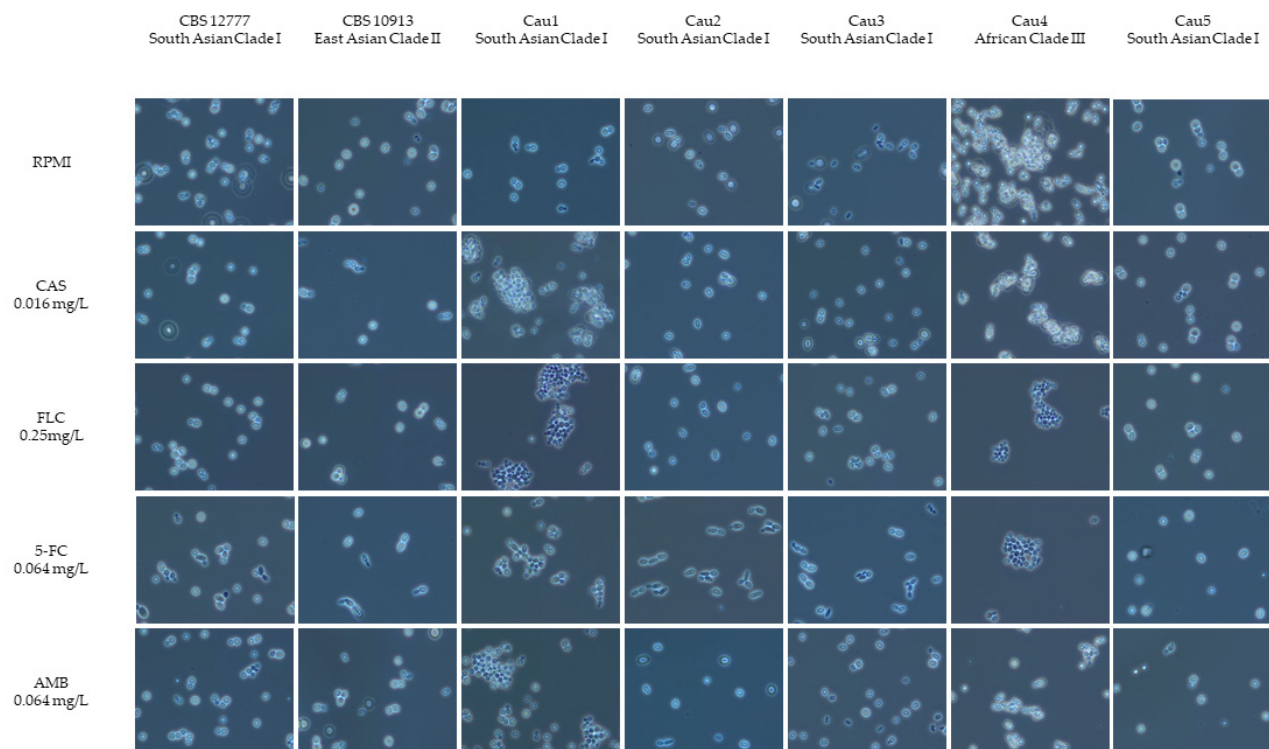 CBS 12777
South Asian Clade I
CBS 10913
East Asian Clade II
Cau1
South Asian Clade I
Cau2
South Asian Clade I
Cau3
South Asian Clade I
Cau4
African Clade III
Cau5
South Asian Clade I
RPMI
CAS
0.016 mg/L
FLC
0.25mg/L
5-FC
0.064 mg/L
AMB
0.064 mg/L